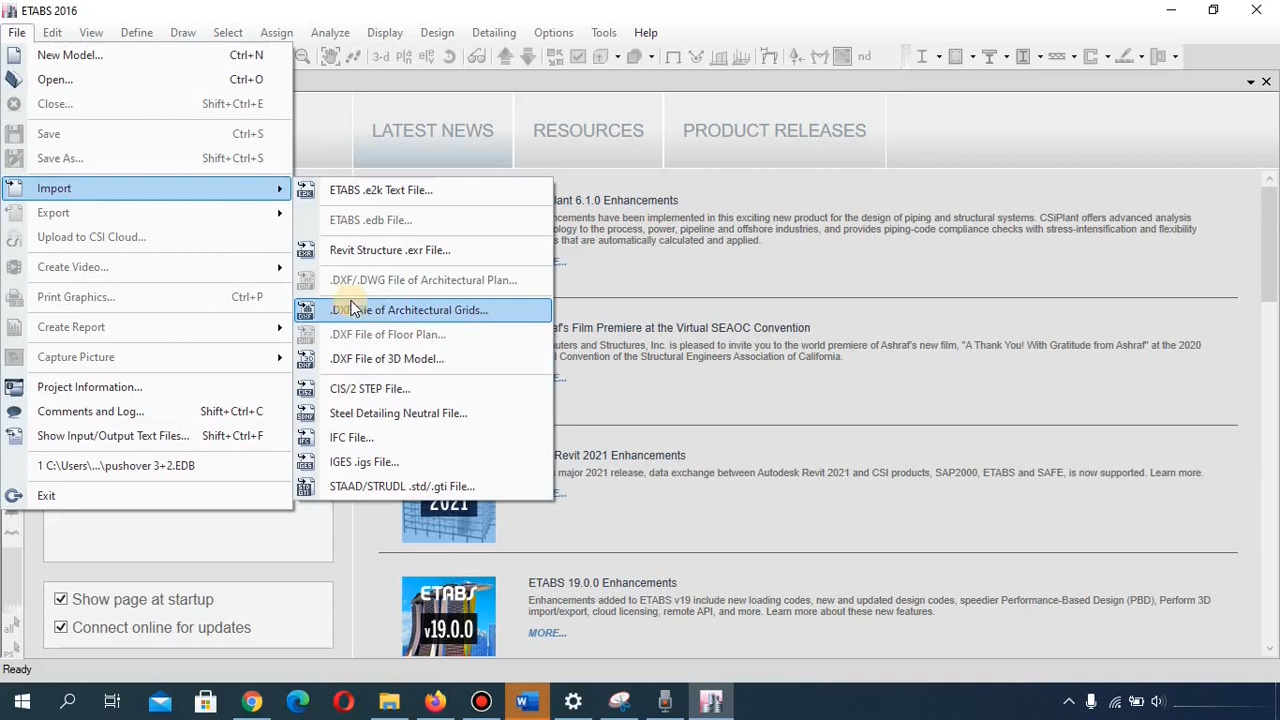 ETABS 2016
File Edit View Define Draw Select Assign Analyze Display Design Detailing Options Tools Help
3-d pla elev nd
New Model... Ctrl+N
Open... Ctrl+O
Close... Shift+Ctrl+E
Save Ctrl+S
Save As... Shift+Ctrl+S
Import
Export
Upload to CSI Cloud...
Create Video...
Print Graphics... Ctrl+P
Create Report
Capture Picture
Project Information...
Comments and Log... Shift+Ctrl+C
Show Input/Output Text Files... Shift+Ctrl+F
1 C:\Users\...\pushover 3+2.EDB
Exit
ETABS .e2k Text File...
ETABS .edb File...
Revit Structure .exr File...
.DXF/.DWG File of Architectural Plan...
.DXF File of Architectural Grids...
.DXF File of Floor Plan...
.DXF File of 3D Model...
CIS/2 STEP File...
Steel Detailing Neutral File...
IFC File...
IGES .igs File...
STAAD/STRUDL .std/.gti File...
LATEST NEWS RESOURCES PRODUCT RELEASES
lant 6.1.0 Enhancements
ncements have been implemented in this exciting new product for the design of piping and structural systems. CSiPlant offers advanced analysis
ology to the process, power, pipeline and offshore industries, and provides piping-code compliance checks with stress-intensification and flexibility
s that are automatically calculated and applied.
E...
f's Film Premiere at the Virtual SEAOC Convention
uters and Structures, Inc. is pleased to invite you to the world premiere of Ashraf's new film, "A Thank You! With Gratitude from Ashraf" at the 2020
l Convention of the Structural Engineers Association of California.
E...
Revit 2021 Enhancements
major 2021 release, data exchange between Autodesk Revit 2021 and CSI products, SAP2000, ETABS and SAFE, is now supported. Learn more.
E...
2021
ETABS 19.0.0 Enhancements
Enhancements added to ETABS v19 include new loading codes, new and updated design codes, speedier Performance-Based Design (PBD), Perform 3D
import/export, cloud licensing, remote API, and more. Learn more about these new features.
MORE...
ETABS
v19.0.0
Show page at startup
Connect online for updates
all
ps
Ready